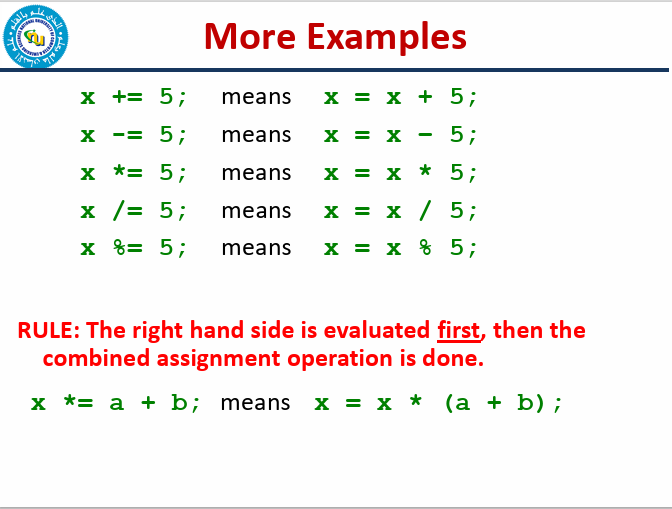 More Examples
x += 5; means x = x + 5;
x -= 5; means x = x - 5;
x *= 5; means x = x * 5;
x /= 5; means x = x / 5;
x %= 5; means x = x % 5;
RULE: The right hand side is evaluated first, then the
combined assignment operation is done.
x *= a + b; means x = x * (a + b);